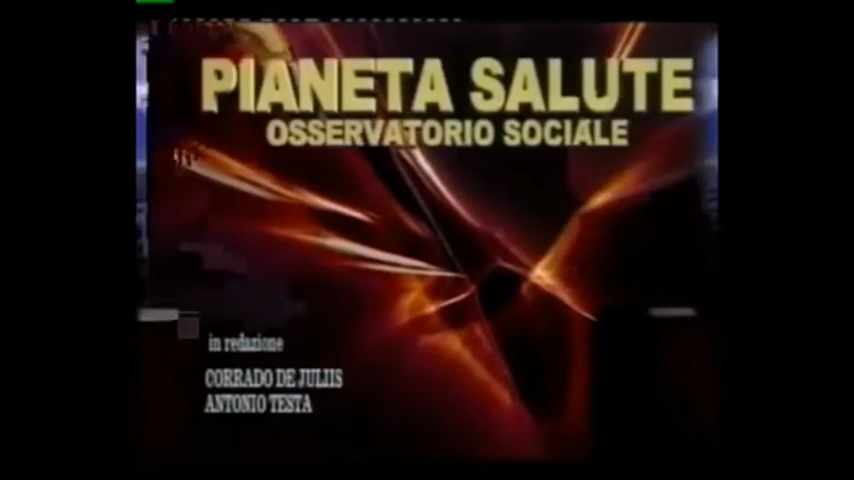 PIANETA SALUTE
OSSERVATORIO SOCIALE
in redazione
CORRADO DE JULIIS
ANTONIO TESTA